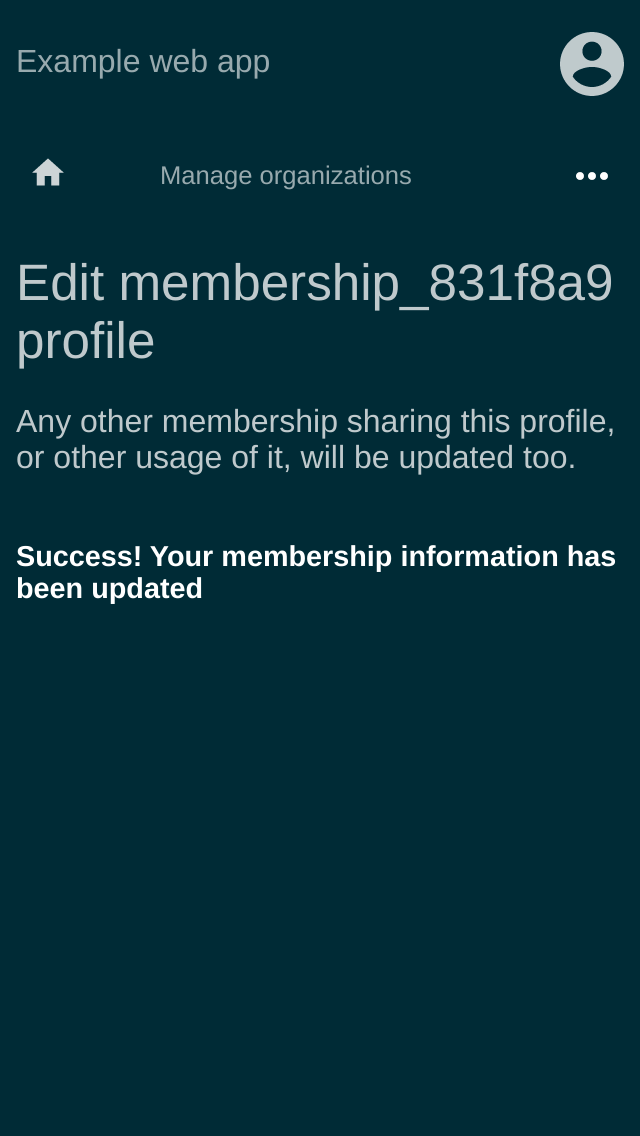 Example web app
Manage organizations
Edit membership_831f8a9
profile
Any other membership sharing this profile,
or other usage of it, will be updated too.
Success! Your membership information has
been updated